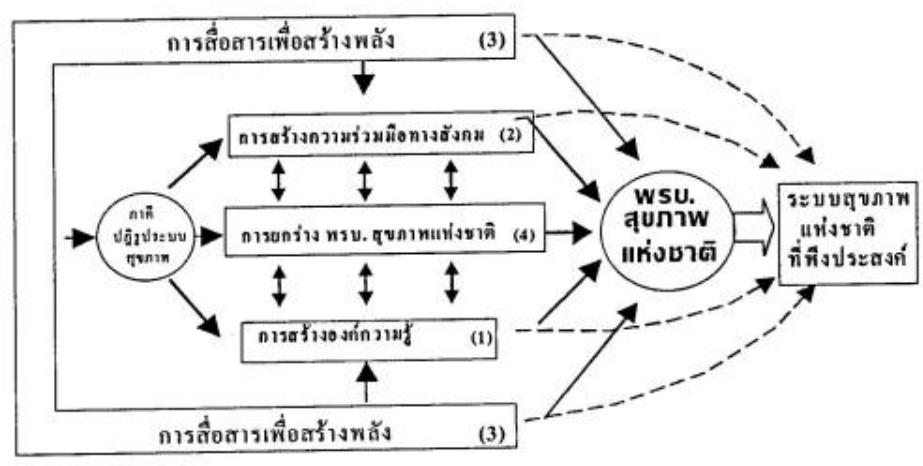 การสื่อสารเพื่อสร้างพลัง (3)
การสร้างความร่วมมือทางสังคม (2)
ภาคี
ปฏิรูประบบ
สุขภาพ
การยกร่าง พรบ. สุขภาพแห่งชาติ (4)
พรบ.
สุขภาพ
แห่งชาติ
ระบบสุขภาพ
แห่งชาติ
ที่พึงประสงค์
การสร้างองค์ความรู้ (1)
การสื่อสารเพื่อสร้างพลัง (3)